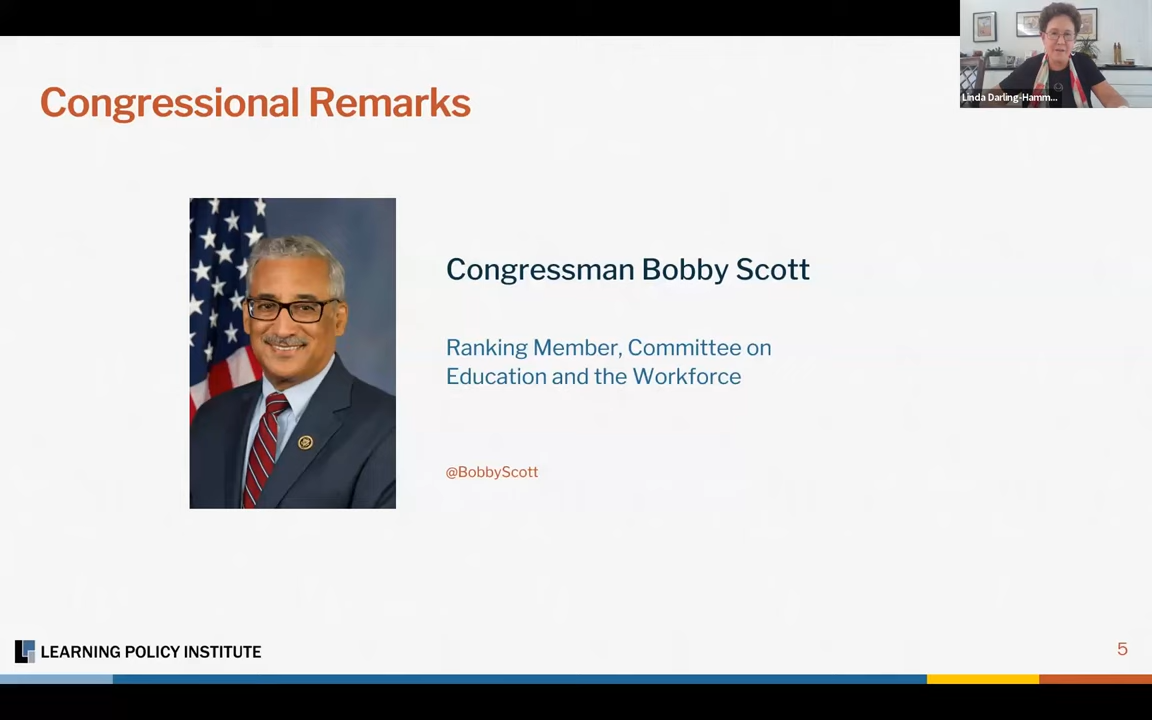 Linda Darling-Hamm...
Congressional Remarks
Congressman Bobby Scott
Ranking Member, Committee on
Education and the Workforce
@BobbyScott
LEARNING POLICY INSTITUTE
5